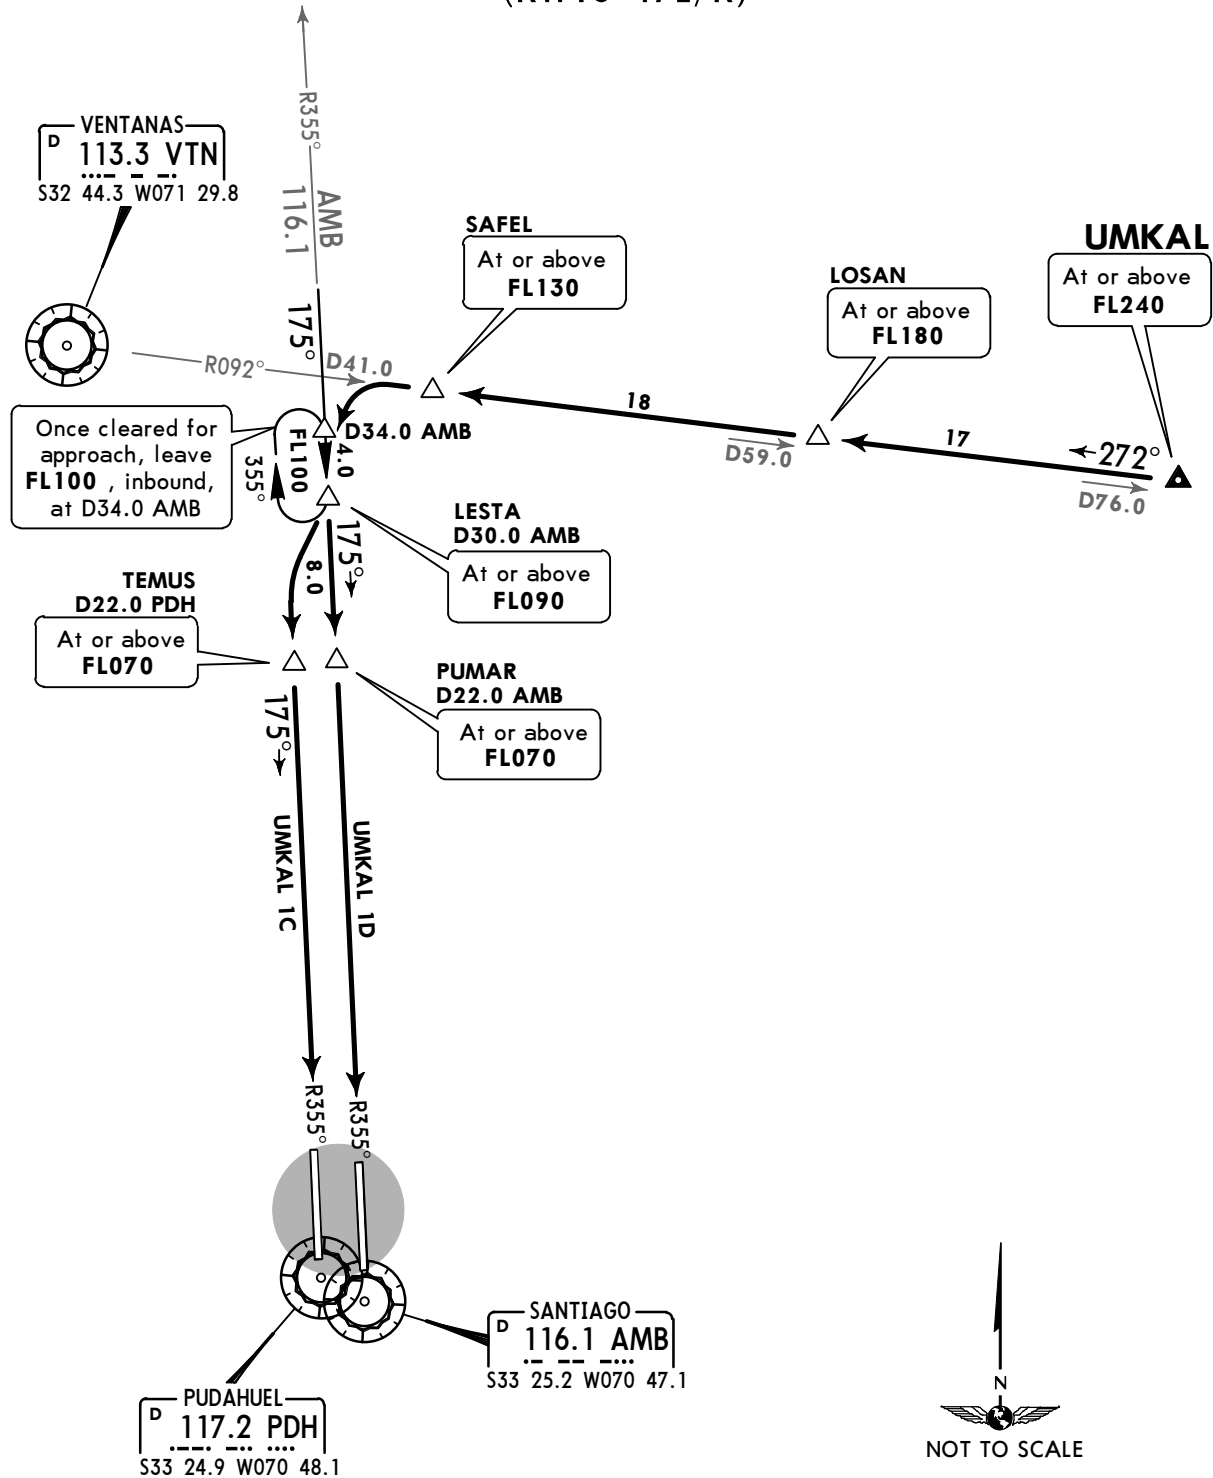 (RWYS 17L/R)
R355°
VENTANAS
D
113.3 VTN
S32 44.3 W071 29.8
AMB
116.1
SAFEL
At or above
FL130
UMKAL
At or above
FL240
LOSAN
At or above
FL180
175°
R092°
D41.0
18
17
272°
D59.0
D76.0
Once cleared for
approach, leave
FL100 , inbound,
at D34.0 AMB
FL100
355°
D34.0 AMB
4.0
LESTA
D30.0 AMB
At or above
FL090
175°
8.0
TEMUS
D22.0 PDH
At or above
FL070
PUMAR
D22.0 AMB
At or above
FL070
175°
UMKAL 1C
UMKAL 1D
R355°
R355°
SANTIAGO
D
116.1 AMB
S33 25.2 W070 47.1
PUDAHUEL
D
117.2 PDH
S33 24.9 W070 48.1
N
NOT TO SCALE